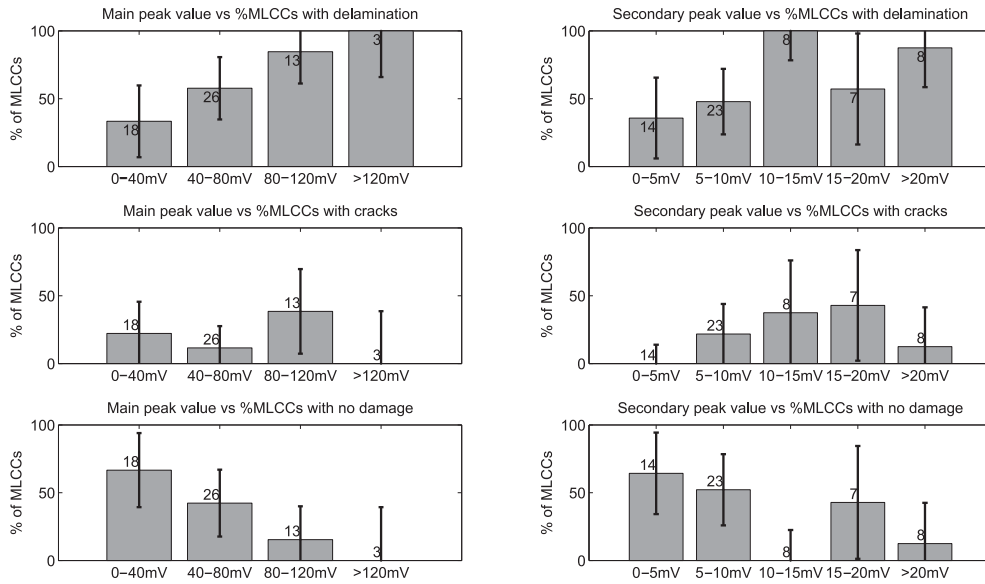 Main peak value vs %MLCCs with delamination
% of MLCCs
100
50
0
18
26
13
3
0−40mV 40−80mV 80−120mV >120mV
Secondary peak value vs %MLCCs with delamination
% of MLCCs
100
50
0
14
23
8
7
8
0−5mV 5−10mV 10−15mV 15−20mV >20mV
Main peak value vs %MLCCs with cracks
% of MLCCs
100
50
0
18
26
13
3
0−40mV 40−80mV 80−120mV >120mV
Secondary peak value vs %MLCCs with cracks
% of MLCCs
100
50
0
14
23
8
7
8
0−5mV 5−10mV 10−15mV 15−20mV >20mV
Main peak value vs %MLCCs with no damage
% of MLCCs
100
50
0
18
26
13
3
0−40mV 40−80mV 80−120mV >120mV
Secondary peak value vs %MLCCs with no damage
% of MLCCs
100
50
0
14
23
8
7
8
0−5mV 5−10mV 10−15mV 15−20mV >20mV